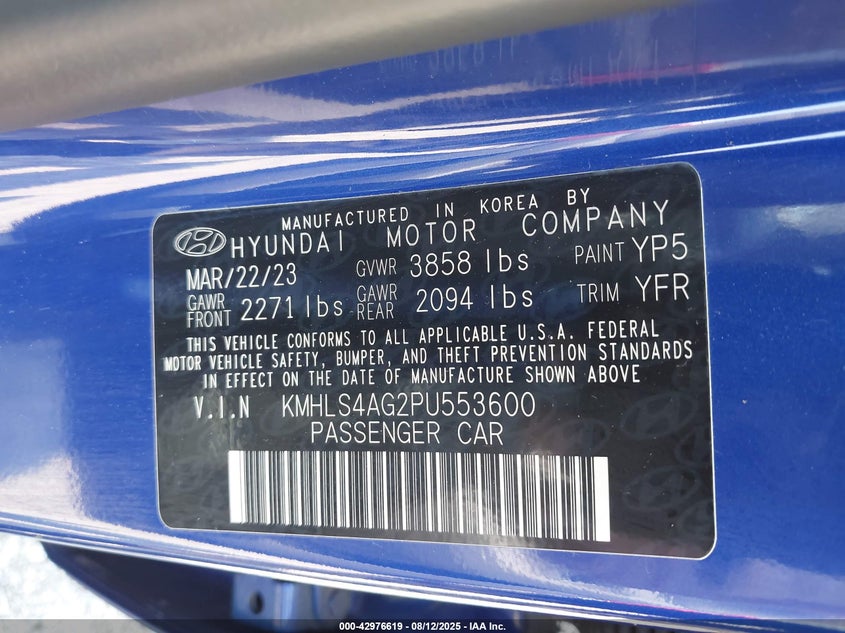 MANUFACTURED IN KOREA BY
HYUNDAI MOTOR COMPANY
MAR/22/23 GVWR 3858 lbs PAINT YP5
GAWR FRONT 2271 lbs GAWR REAR 2094 lbs TRIM YFR
THIS VEHICLE CONFORMS TO ALL APPLICABLE U.S.A. FEDERAL
MOTOR VEHICLE SAFETY, BUMPER, AND THEFT PREVENTION STANDARDS
IN EFFECT ON THE DATE OF MANUFACTURE SHOWN ABOVE
V.I.N KMHLS4AG2PU553600
PASSENGER CAR
000-42976619 - 08/12/2025 - IAA Inc.